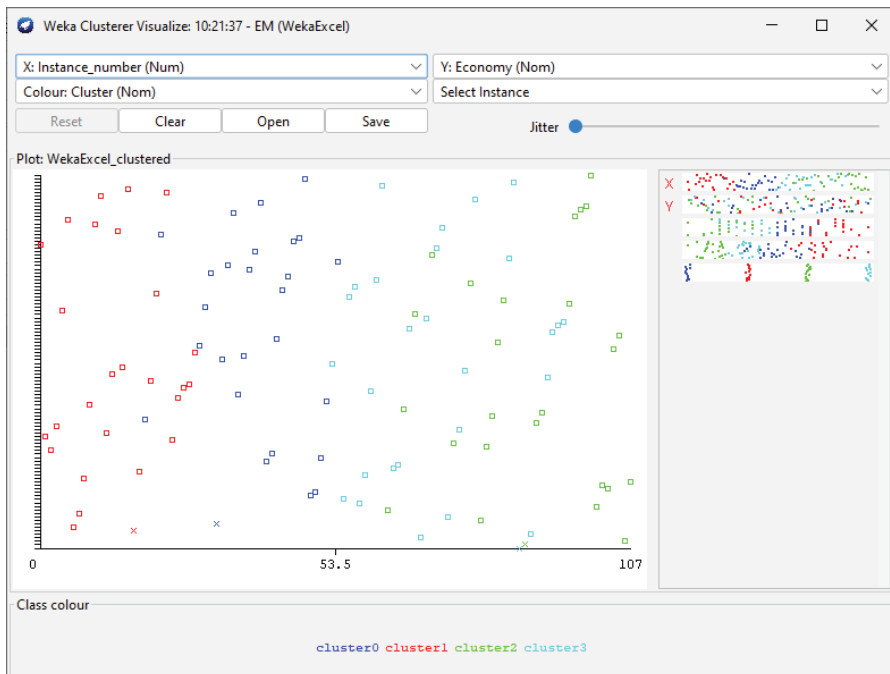 Weka Clusterer Visualize: 10:21:37 - EM (WekaExcel)
X: Instance_number (Num) Y: Economy (Nom)
Colour: Cluster (Nom) Select Instance
Reset Clear Open Save Jitter
Plot: WekaExcel_clustered
X
Y
0 53.5 107
Class colour
cluster0 cluster1 cluster2 cluster3